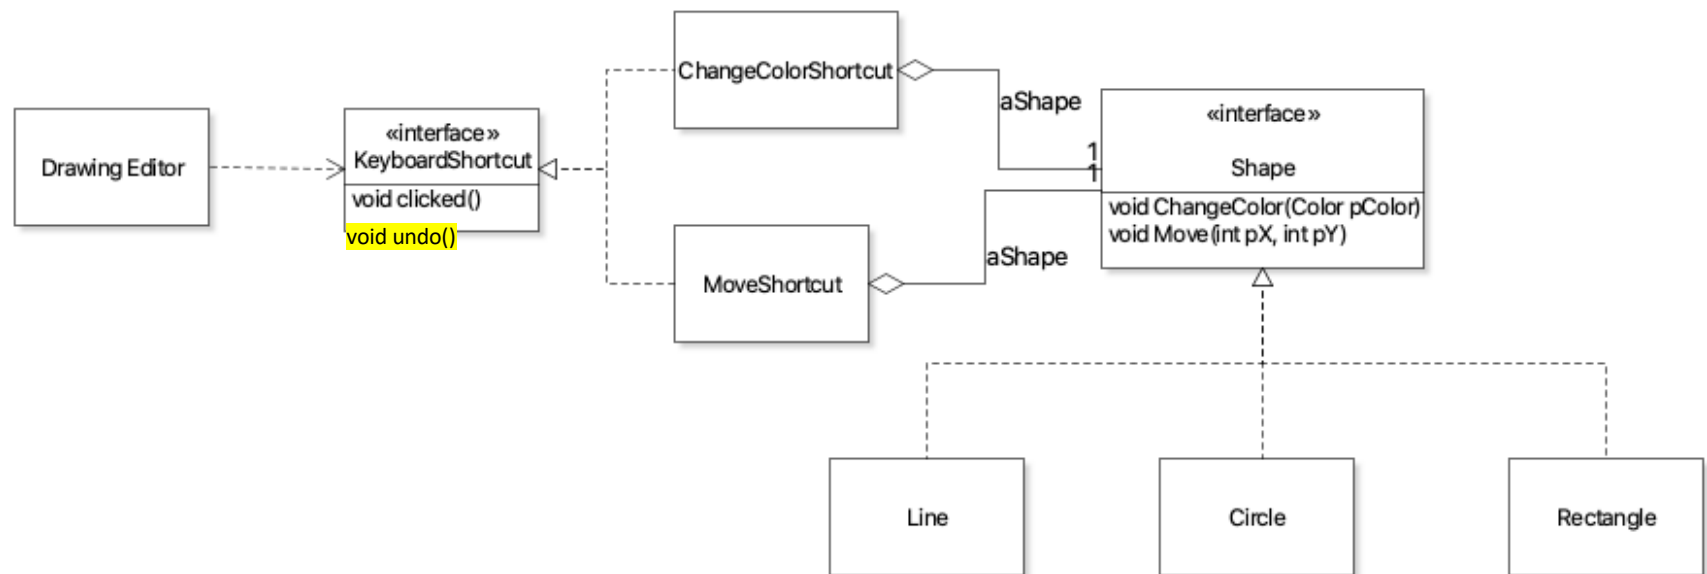 Drawing Editor
«interface»
KeyboardShortcut
void clicked()
void undo()
ChangeColorShortcut
aShape
1
MoveShortcut
aShape
1
«interface»
Shape
void ChangeColor(Color pColor)
void Move(int pX, int pY)
Line
Circle
Rectangle